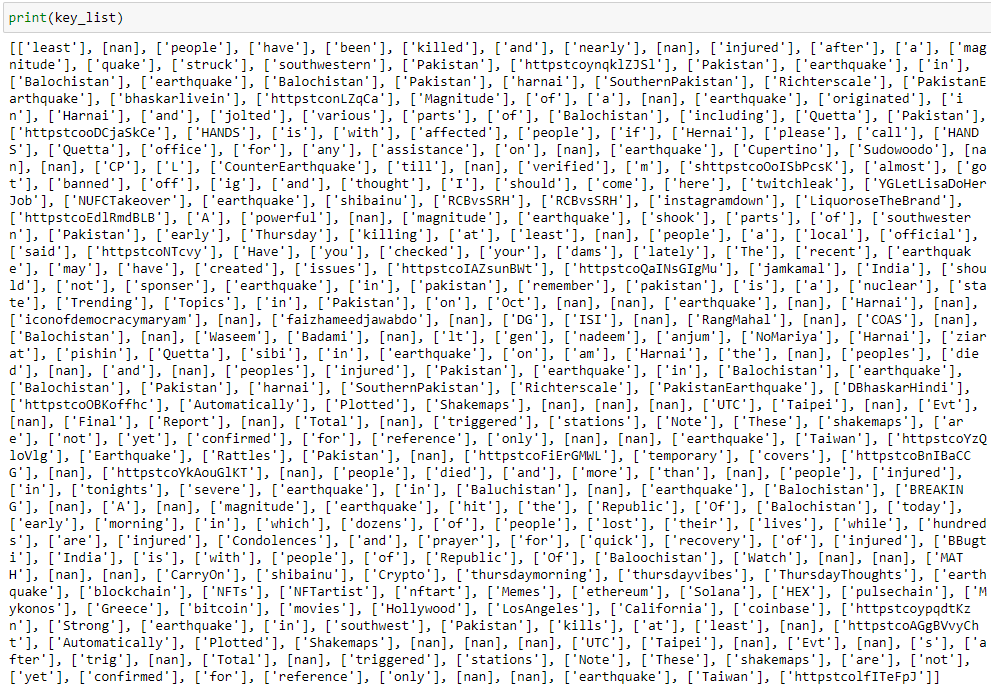 print(key_list)
[['least'], [nan], ['people'], ['have'], ['been'], ['killed'], ['and'], ['nearly'], [nan], ['injured'], ['after'], ['a'], ['mag
nitude'], ['quake'], ['struck'], ['southwestern'], ['Pakistan'], ['httpstcoynqklZJSl'], ['Pakistan'], ['earthquake'], ['in'],
['Balochistan'], ['earthquake'], ['Balochistan'], ['Pakistan'], ['harnai'], ['SouthernPakistan'], ['Richterscale'], ['PakistanE
arthquake'], ['bhaskarlivein'], ['httpstconLZqCa'], ['Magnitude'], ['of'], ['a'], [nan], ['earthquake'], ['originated'], ['i
n'], ['Harnai'], ['and'], ['jolted'], ['various'], ['parts'], ['of'], ['Balochistan'], ['including'], ['Quetta'], ['Pakistan'],
['httpstcooDCjaSkCe'], ['HANDS'], ['is'], ['with'], ['affected'], ['people'], ['if'], ['Hernai'], ['please'], ['call'], ['HAND
S'], ['Quetta'], ['office'], ['for'], ['any'], ['assistance'], ['on'], [nan], ['earthquake'], ['Cupertino'], ['Sudowoodo'], [na
n], [nan], ['CP'], ['L'], ['CounterEarthquake'], ['till'], [nan], ['verified'], ['m'], ['shttpstcoOoISbPcsK'], ['almost'], ['go
t'], ['banned'], ['off'], ['ig'], ['and'], ['thought'], ['I'], ['should'], ['come'], ['here'], ['twitchleak'], ['YGLetLisaDoHer
Job'], ['NUFCTakeover'], ['earthquake'], ['shibainu'], ['RCBvsSRH'], ['RCBvsSRH'], ['instagramdown'], ['LiquoroseTheBrand'],
['httpstcoEdlRmdBLB'], ['A'], ['powerful'], [nan], ['magnitude'], ['earthquake'], ['shook'], ['parts'], ['of'], ['southwester
n'], ['Pakistan'], ['early'], ['Thursday'], ['killing'], ['at'], ['least'], [nan], ['people'], ['a'], ['local'], ['official'],
['said'], ['httpstcoNTcvy'], ['Have'], ['you'], ['checked'], ['your'], ['dams'], ['lately'], ['The'], ['recent'], ['earthquak
e'], ['may'], ['have'], ['created'], ['issues'], ['httpstcoIAZsunBWt'], ['httpstcoQaINsGIgMu'], ['jamkamal'], ['India'], ['shou
ld'], ['not'], ['sponser'], ['earthquake'], ['in'], ['pakistan'], ['remember'], ['pakistan'], ['is'], ['a'], ['nuclear'], ['sta
te'], ['Trending'], ['Topics'], ['in'], ['Pakistan'], ['on'], ['Oct'], [nan], [nan], ['earthquake'], [nan], ['Harnai'], [nan],
['iconofdemocracymaryam'], [nan], ['faizhameedjawabdo'], [nan], ['DG'], ['ISI'], [nan], ['RangMahal'], [nan], ['COAS'], [nan],
['Balochistan'], [nan], ['Waseem'], ['Badami'], [nan], ['lt'], ['gen'], ['nadeem'], ['anjum'], ['NoMariya'], ['Harnai'], ['ziar
at'], ['pishin'], ['Quetta'], ['sibi'], ['in'], ['earthquake'], ['on'], ['am'], ['Harnai'], ['the'], [nan], ['peoples'], ['die
d'], [nan], ['and'], [nan], ['peoples'], ['injured'], ['Pakistan'], ['earthquake'], ['in'], ['Balochistan'], ['earthquake'],
['Balochistan'], ['Pakistan'], ['harnai'], ['SouthernPakistan'], ['Richterscale'], ['PakistanEarthquake'], ['DBhaskarHindi'],
['httpstcoOBKoffhc'], ['Automatically'], ['Plotted'], ['Shakemaps'], [nan], [nan], [nan], ['UTC'], ['Taipei'], [nan], ['Evt'],
[nan], ['Final'], ['Report'], [nan], ['Total'], [nan], ['triggered'], ['stations'], ['Note'], ['These'], ['shakemaps'], ['ar
e'], ['not'], ['yet'], ['confirmed'], ['for'], ['reference'], ['only'], [nan], [nan], ['earthquake'], ['Taiwan'], ['httpstcoYzQ
loVlg'], ['Earthquake'], ['Rattles'], ['Pakistan'], [nan], ['httpstcoFiErGMWL'], ['temporary'], ['covers'], ['httpstcoBnIBaCC
G'], [nan], ['httpstcoYkAouGlKT'], [nan], ['people'], ['died'], ['and'], ['more'], ['than'], [nan], ['people'], ['injured'],
['in'], ['tonights'], ['severe'], ['earthquake'], ['in'], ['Baluchistan'], [nan], ['earthquake'], ['Balochistan'], ['BREAKIN
G'], [nan], ['A'], [nan], ['magnitude'], ['earthquake'], ['hit'], ['the'], ['Republic'], ['Of'], ['Balochistan'], ['today'],
['early'], ['morning'], ['in'], ['which'], ['dozens'], ['of'], ['people'], ['lost'], ['their'], ['lives'], ['while'], ['hundred
s'], ['are'], ['injured'], ['Condolences'], ['and'], ['prayer'], ['for'], ['quick'], ['recovery'], ['of'], ['injured'], ['BBugt
i'], ['India'], ['is'], ['with'], ['people'], ['of'], ['Republic'], ['Of'], ['Baloochistan'], ['Watch'], [nan], [nan], ['MAT
H'], [nan], [nan], ['CarryOn'], ['shibainu'], ['Crypto'], ['thursdaymorning'], ['thursdayvibes'], ['ThursdayThoughts'], ['earth
quake'], ['blockchain'], ['NFTs'], ['NFTartist'], ['nftart'], ['Memes'], ['ethereum'], ['Solana'], ['HEX'], ['pulsechain'], ['M
ykonos'], ['Greece'], ['bitcoin'], ['movies'], ['Hollywood'], ['LosAngeles'], ['California'], ['coinbase'], ['httpstcoypqdtKz
n'], ['Strong'], ['earthquake'], ['in'], ['southwest'], ['Pakistan'], ['kills'], ['at'], ['least'], [nan], ['httpstcoAGgBVvyCh
t'], ['Automatically'], ['Plotted'], ['Shakemaps'], [nan], [nan], [nan], ['UTC'], ['Taipei'], [nan], ['Evt'], [nan], ['s'], ['a
fter'], ['trig'], [nan], ['Total'], [nan], ['triggered'], ['stations'], ['Note'], ['These'], ['shakemaps'], ['are'], ['not'],
['yet'], ['confirmed'], ['for'], ['reference'], ['only'], [nan], [nan], ['earthquake'], ['Taiwan'], ['httpstcolfITeFpJ']]